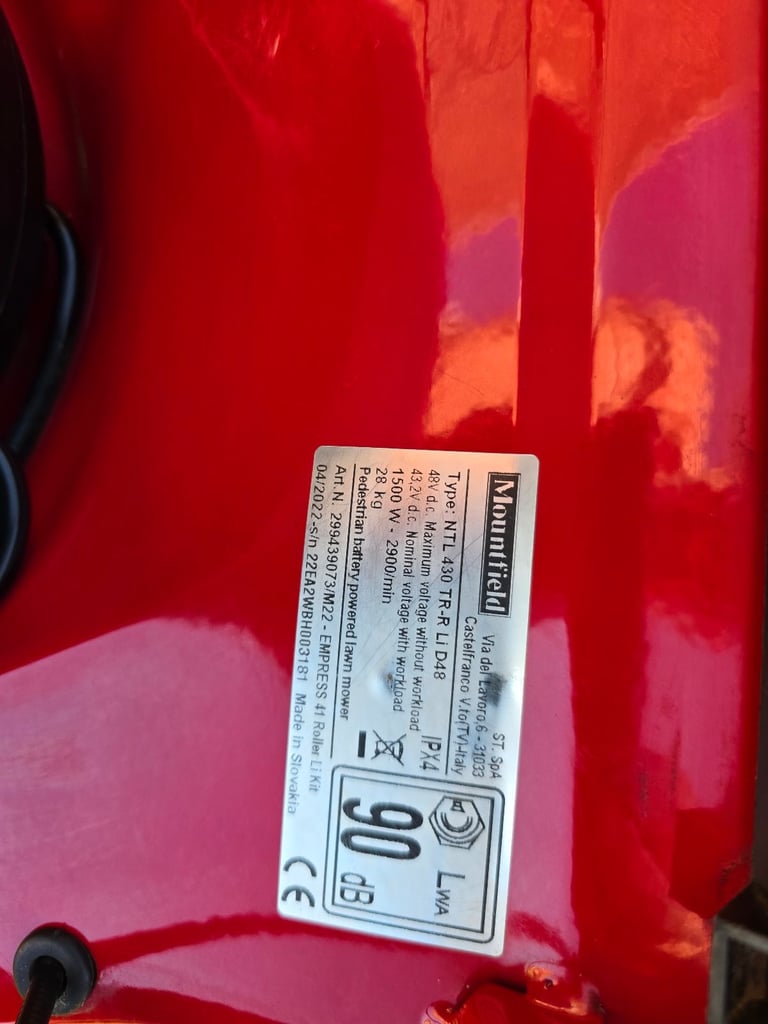 Mountfield
ST. SpA
Via del Lavoro,6 - 31033
Castelfranco V.to(TV)-Italy
Type: NTL 430 TR-R Li D48
48V d.c. Maximum voltage without workload
43,2V d.c. Nominal voltage with workload
1500 W - 2900/min
28 kg
IPX4
Pedestrian battery powered lawn mower
Art.N. 299439073/M22 - EMPRESS 41 Roller Li Kit
04/2022-s/n 22EA2WBH003181 Made in Slovakia
LWA
90 dB
CE